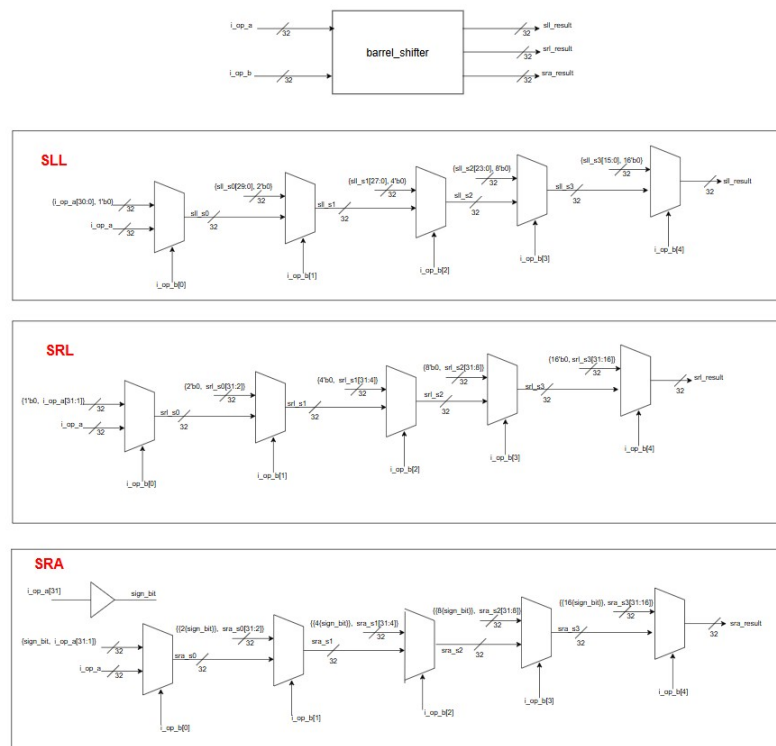 i_op_a
32
i_op_b
32
barrel_shifter
32
sll_result
32
srl_result
32
sra_result
SLL
{i_op_a[30:0], 1'b0}
32
i_op_a
32
i_op_b[0]
sll_s0
32
{sll_s0[29:0], 2'b0}
32
i_op_b[1]
sll_s1
32
{sll_s1[27:0], 4'b0}
32
i_op_b[2]
sll_s2
32
{sll_s2[23:0], 8'b0}
32
i_op_b[3]
sll_s3
32
{sll_s3[15:0], 16'b0}
32
i_op_b[4]
32
sll_result
SRL
{1'b0, i_op_a[31:1]}
32
i_op_a
32
i_op_b[0]
srl_s0
32
{2'b0, srl_s0[31:2]}
32
i_op_b[1]
srl_s1
32
{4'b0, srl_s1[31:4]}
32
i_op_b[2]
srl_s2
32
{8'b0, srl_s2[31:8]}
32
i_op_b[3]
srl_s3
32
{16'b0, srl_s3[31:16]}
32
i_op_b[4]
32
srl_result
SRA
i_op_a[31]
sign_bit
{sign_bit, i_op_a[31:1]}
32
i_op_a
32
i_op_b[0]
sra_s0
32
{{2{sign_bit}}, sra_s0[31:2]}
32
i_op_b[1]
sra_s1
32
{{4{sign_bit}}, sra_s1[31:4]}
32
i_op_b[2]
sra_s2
32
{{8{sign_bit}}, sra_s2[31:8]}
32
i_op_b[3]
sra_s3
32
{{16{sign_bit}}, sra_s3[31:16]}
32
i_op_b[4]
32
sra_result